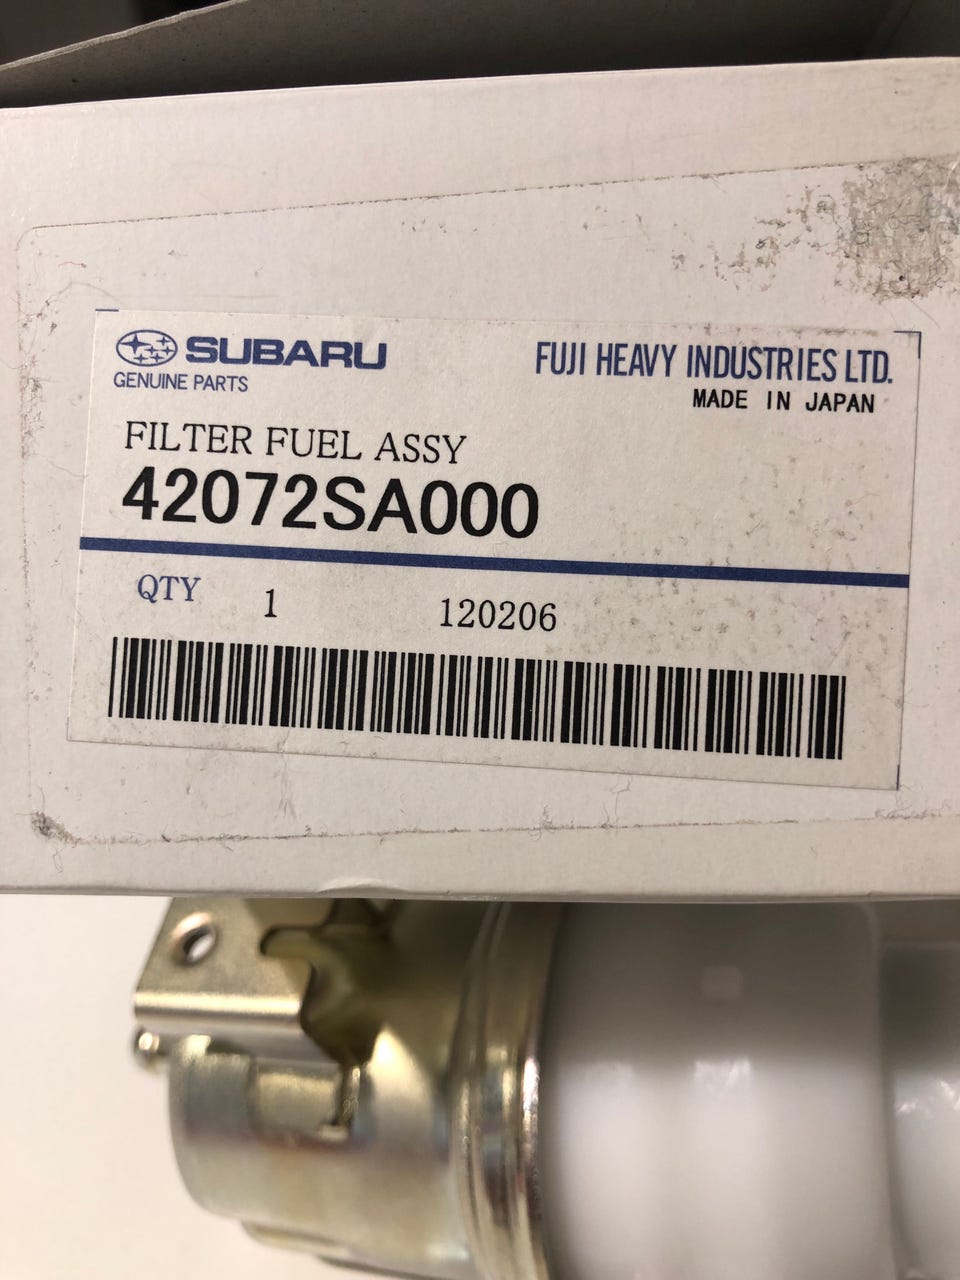 SUBARU
GENUINE PARTS
FUJI HEAVY INDUSTRIES LTD.
MADE IN JAPAN
FILTER FUEL ASSY
42072SA000
QTY 1 120206